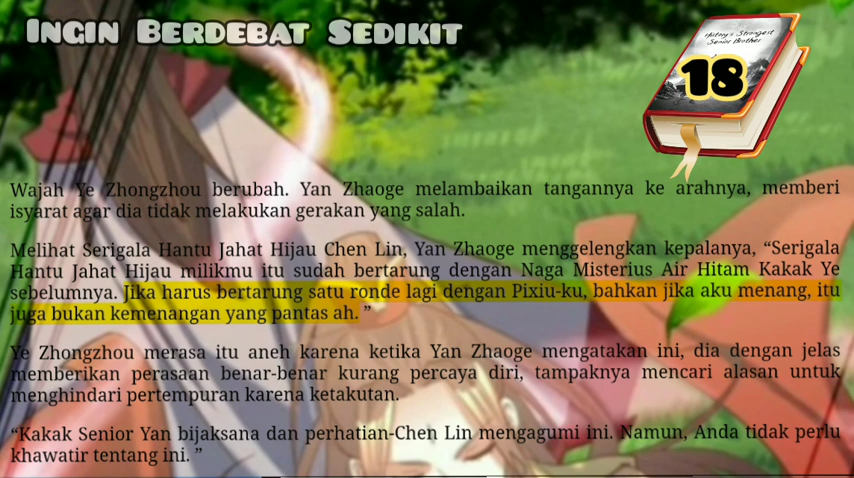 Ingin Berdebat Sedikit
History's Strongest
Senior Brother
18
Wajah Ye Zhongzhou berubah. Yan Zhaoge melambaikan tangannya ke arahnya, memberi
isyarat agar dia tidak melakukan gerakan yang salah.
Melihat Serigala Hantu Jahat Hijau Chen Lin, Yan Zhaoge menggelengkan kepalanya, “Serigala
Hantu Jahat Hijau milikmu itu sudah bertarung dengan Naga Misterius Air Hitam Kakak Ye
sebelumnya. Jika harus bertarung satu ronde lagi dengan Pixiu-ku, bahkan jika aku menang, itu
juga bukan kemenangan yang pantas ah. ”
Ye Zhongzhou merasa itu aneh karena ketika Yan Zhaoge mengatakan ini, dia dengan jelas
memberikan perasaan benar-benar kurang percaya diri, tampaknya mencari alasan untuk
menghindari pertempuran karena ketakutan.
“Kakak Senior Yan bijaksana dan perhatian-Chen Lin mengagumi ini. Namun, Anda tidak perlu
khawatir tentang ini. ”